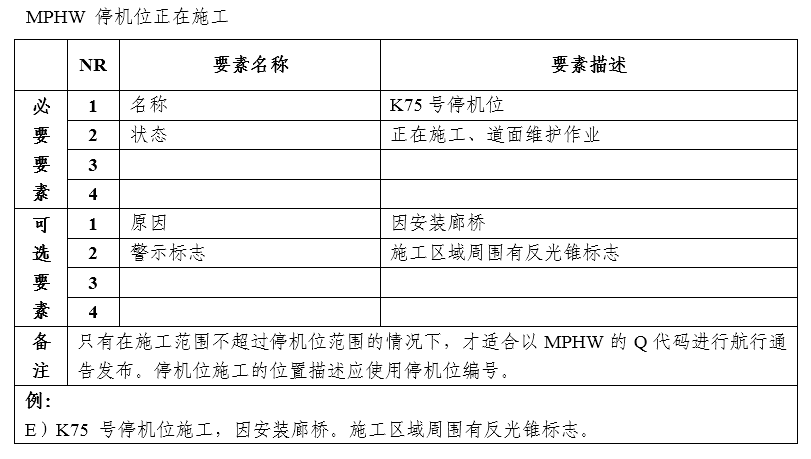 MPHW 停机位正在施工
NR 要素名称 要素描述
必要要素 1 名称 K75 号停机位
2 状态 正在施工、道面维护作业
3
4
可选要素 1 原因 因安装廊桥
2 警示标志 施工区域周围有反光锥标志
3
4
备注 只有在施工范围不超过停机位范围的情况下，才适合以 MPHW 的 Q 代码进行航行通
告发布。停机位施工的位置描述应使用停机位编号。
例：
E）K75 号停机位施工，因安装廊桥。施工区域周围有反光锥标志。